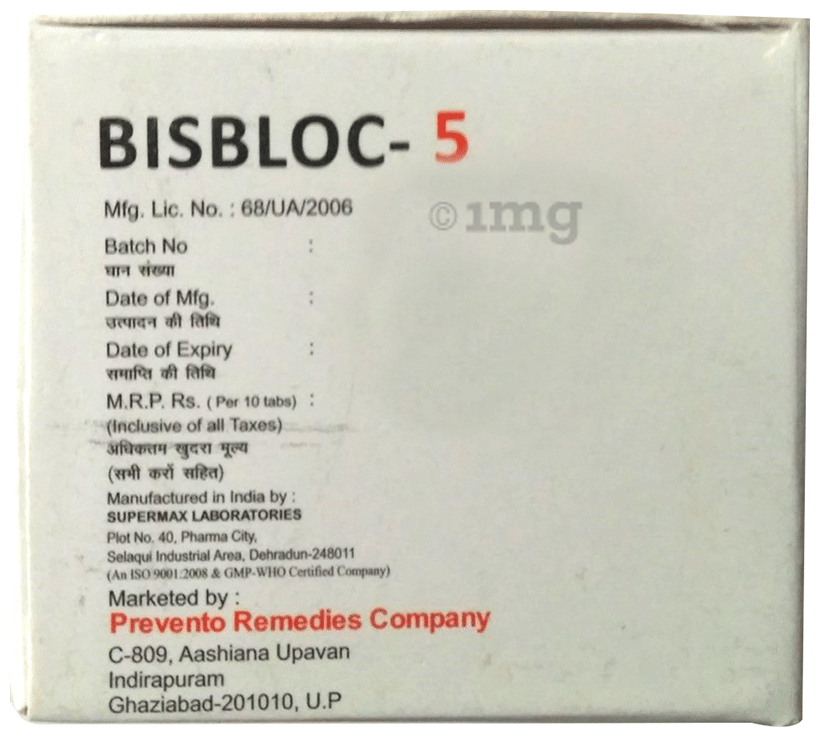 BISBLOC- 5
Mfg. Lic. No. : 68/UA/2006
©1mg
Batch No :
घान संख्या
Date of Mfg. :
उत्पादन की तिथि
Date of Expiry :
समाप्ति की तिथि
M.R.P. Rs. ( Per 10 tabs) :
(Inclusive of all Taxes)
अधिकतम खुदरा मूल्य
(सभी करों सहित)
Manufactured in India by :
SUPERMAX LABORATORIES
Plot No. 40, Pharma City,
Selaqui Industrial Area, Dehradun-248011
(An ISO 9001:2008 & GMP-WHO Certified Company)
Marketed by :
Prevento Remedies Company
C-809, Aashiana Upavan
Indirapuram
Ghaziabad-201010, U.P